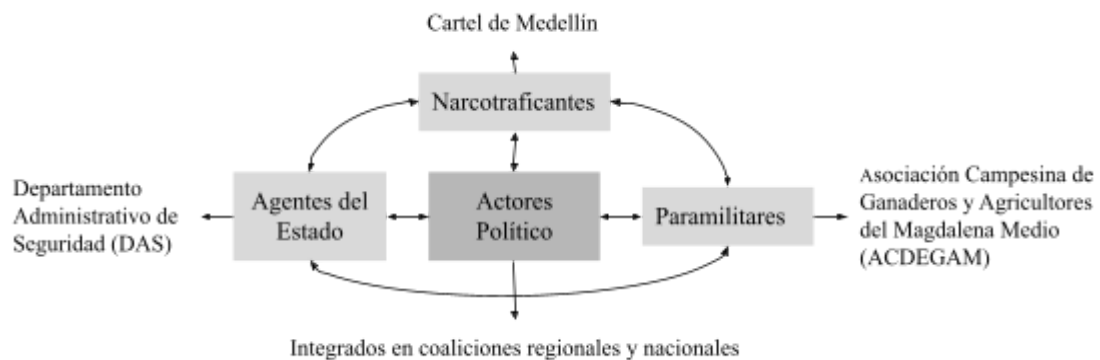 Cartel de Medellín
Narcotraficantes
Departamento
Administrativo de
Seguridad (DAS)
Agentes del
Estado
Actores
Político
Paramilitares
Asociación Campesina de
Ganaderos y Agricultores
del Magdalena Medio
(ACDEGAM)
Integrados en coaliciones regionales y nacionales